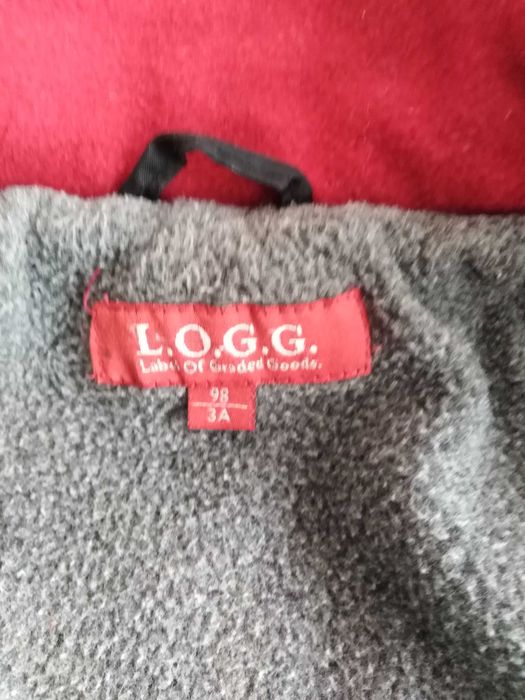 L.O.G.G.
Label Of Graded Goods.
98
3A